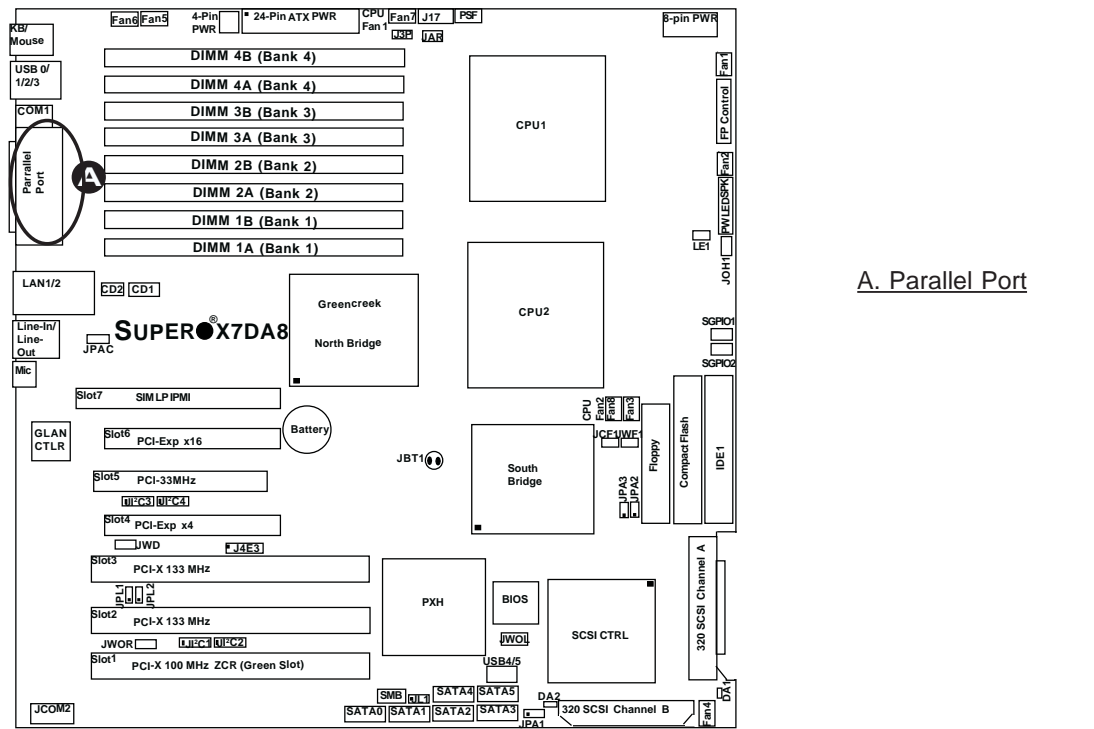 Fan6 Fan5 4-Pin PWR 24-Pin ATX PWR CPU Fan1 Fan7 J17 PSF 8-pin PWR
J3P JAR
KB/
Mouse
USB 0/
1/2/3
COM1
Parrallel
Port
A
DIMM 4B (Bank 4)
DIMM 4A (Bank 4)
DIMM 3B (Bank 3)
DIMM 3A (Bank 3)
DIMM 2B (Bank 2)
DIMM 2A (Bank 2)
DIMM 1B (Bank 1)
DIMM 1A (Bank 1)
CPU1
Fan1
FP Control
Fan2
PWLEDSPK
LE1
JOH1
A. Parallel Port
LAN1/2
CD2 CD1
Line-In/
Line-
Out
JPAC
Mic
SUPER®X7DA8
Greencreek
North Bridge
CPU2
SGPIO1
SGPIO2
Slot7 SIMLP IPMI
GLAN
CTLR
Slot6 PCI-Exp x16
Battery
Slot5 PCI-33MHz
JI²C3 JI²C4
Slot4 PCI-Exp x4
JWD J4E3
JBT1
South
Bridge
CPU
Fan2
Fan8
Fan3
JCF1 JWF1
JPA3
JPA2
Floppy
Compact Flash
IDE1
Slot3 PCI-X 133 MHz
JPL1
JPL2
Slot2 PCI-X 133 MHz
JWOR JI²C1 JI²C2
Slot1 PCI-X 100 MHz ZCR (Green Slot)
PXH
BIOS
JWOL
USB4/5
SCSI CTRL
320 SCSI Channel A
DA1
JCOM2
SMB JL1 SATA4 SATA5
SATA0 SATA1 SATA2 SATA3
DA2
JPA1
320 SCSI Channel B
Fan4